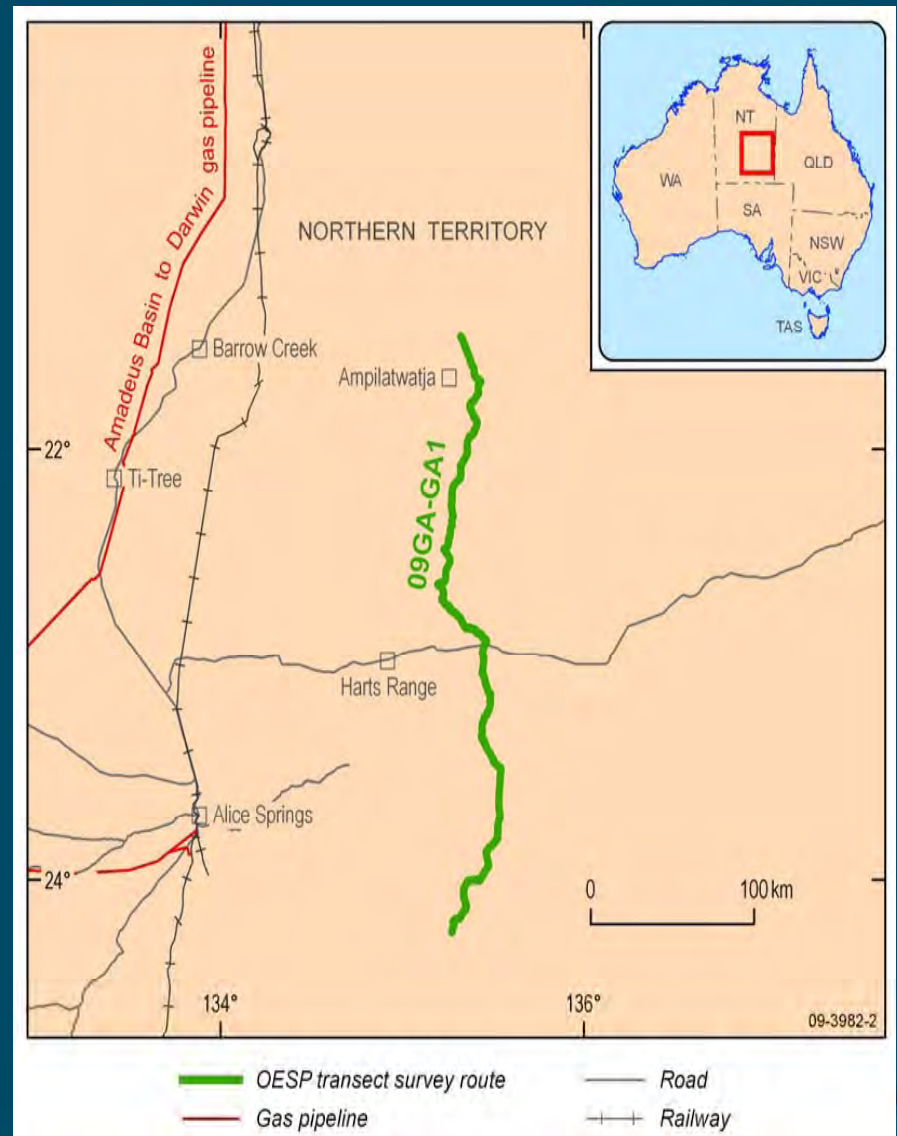 NORTHERN TERRITORY
Amadeus Basin to Darwin gas pipeline
Barrow Creek
Ampilatwatja
22°
Ti-Tree
09GA-GA1
Harts Range
Alice Springs
24°
0
100 km
134°
136°
09-3982-2
NT
WA
QLD
SA
NSW
VIC
TAS
OESP transect survey route
Road
Gas pipeline
Railway